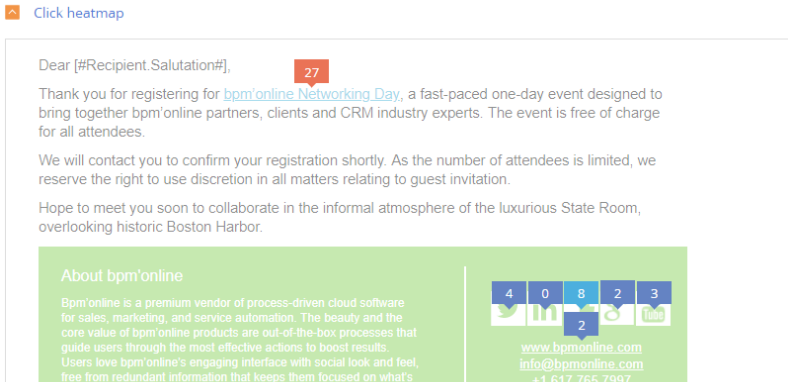 Click heatmap
Dear [#Recipient.Salutation#],
27
Thank you for registering for bpm'online Networking Day, a fast-paced one-day event designed to
bring together bpm'online partners, clients and CRM industry experts. The event is free of charge
for all attendees.
We will contact you to confirm your registration shortly. As the number of attendees is limited, we
reserve the right to use discretion in all matters relating to guest invitation.
Hope to meet you soon to collaborate in the informal atmosphere of the luxurious State Room,
overlooking historic Boston Harbor.
About bpm'online
Bpm'online is a premium vendor of process-driven cloud software
for sales, marketing, and service automation. The beauty and the
core value of bpm'online products are out-of-the-box processes that
guide users through the most effective actions to boost results.
Users love bpm'online's engaging interface with social look and feel,
free from redundant information that keeps them focused on what's
4 0 8 2 3
in Tube
2
www.bpmonline.com
info@bpmonline.com
+1 617 765 7997